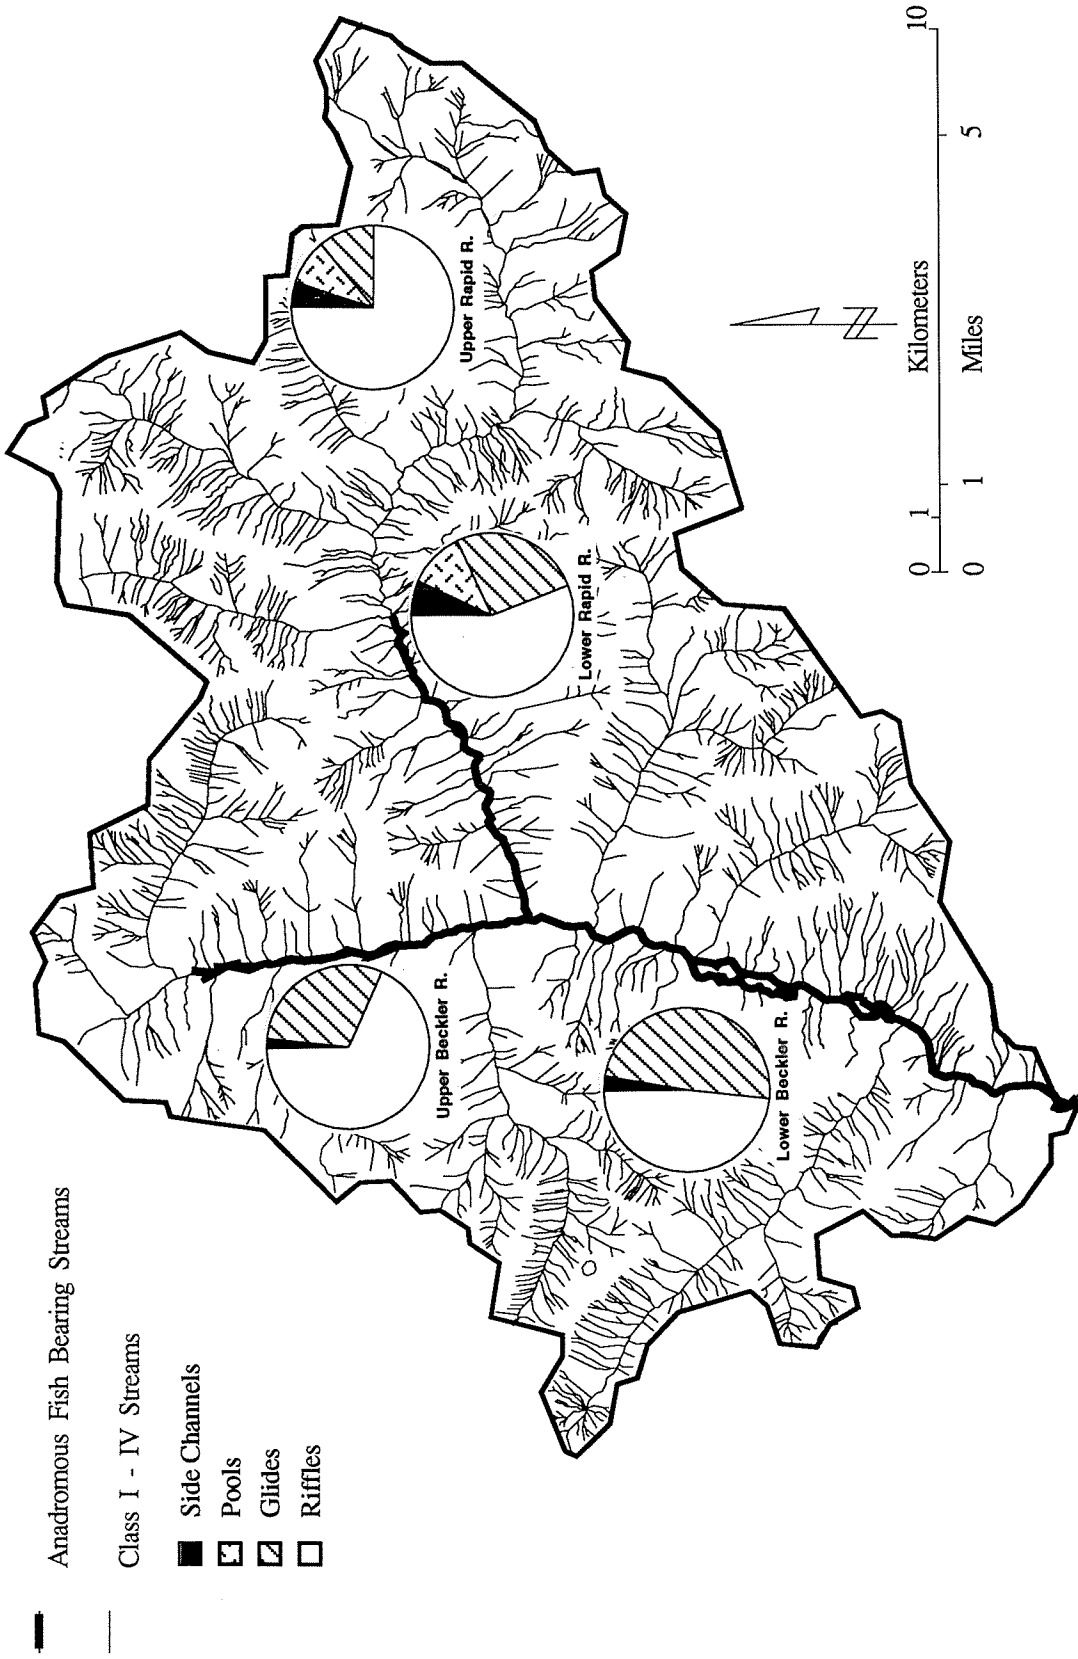 Anadromous Fish Bearing Streams
Class I - IV Streams
Side Channels
Pools
Glides
Riffles
Upper Beckler R.
Lower Beckler R.
Lower Rapid R.
Upper Rapid R.
N
0 1 Kilometers 10
0 1 Miles 5